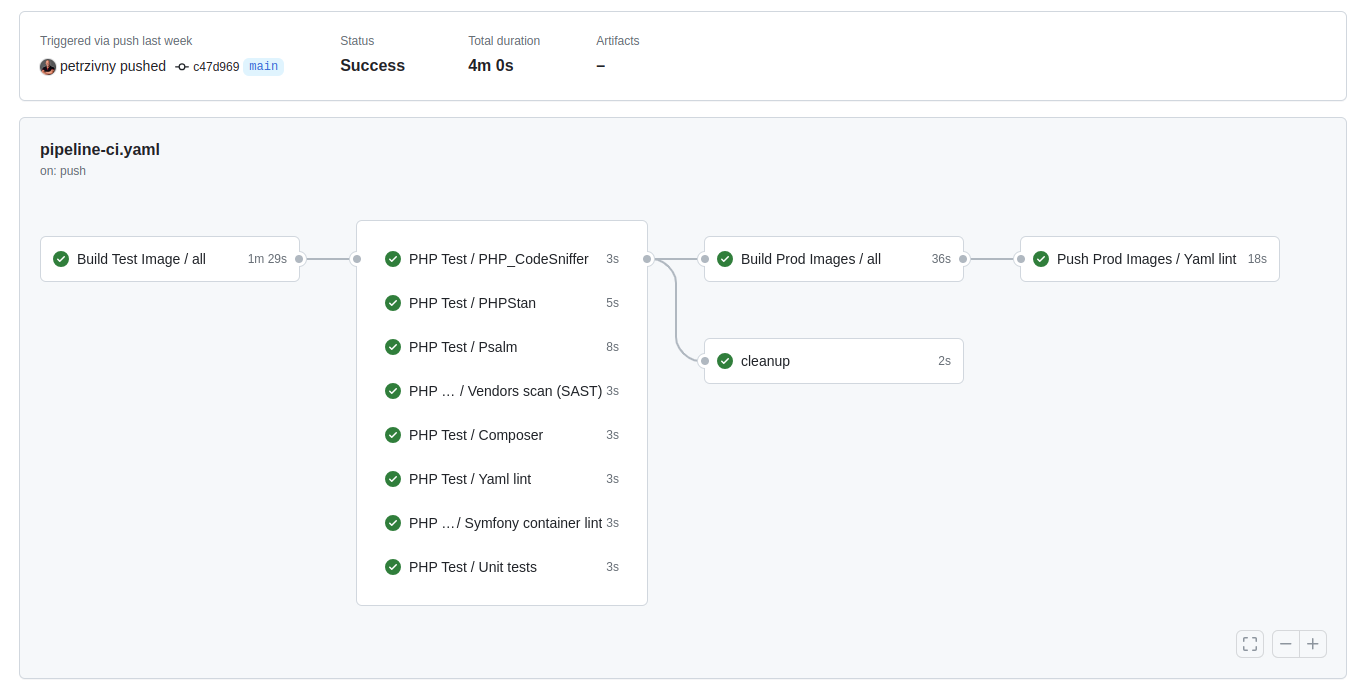 Triggered via push last week
petrzivny pushed c47d969 main
Status
Success
Total duration
4m 0s
Artifacts
–
pipeline-ci.yaml
on: push
Build Test Image / all 1m 29s
PHP Test / PHP_CodeSniffer 3s
PHP Test / PHPStan 5s
PHP Test / Psalm 8s
PHP … / Vendors scan (SAST) 3s
PHP Test / Composer 3s
PHP Test / Yaml lint 3s
PHP … / Symfony container lint 3s
PHP Test / Unit tests 3s
Build Prod Images / all 36s
cleanup 2s
Push Prod Images / Yaml lint 18s